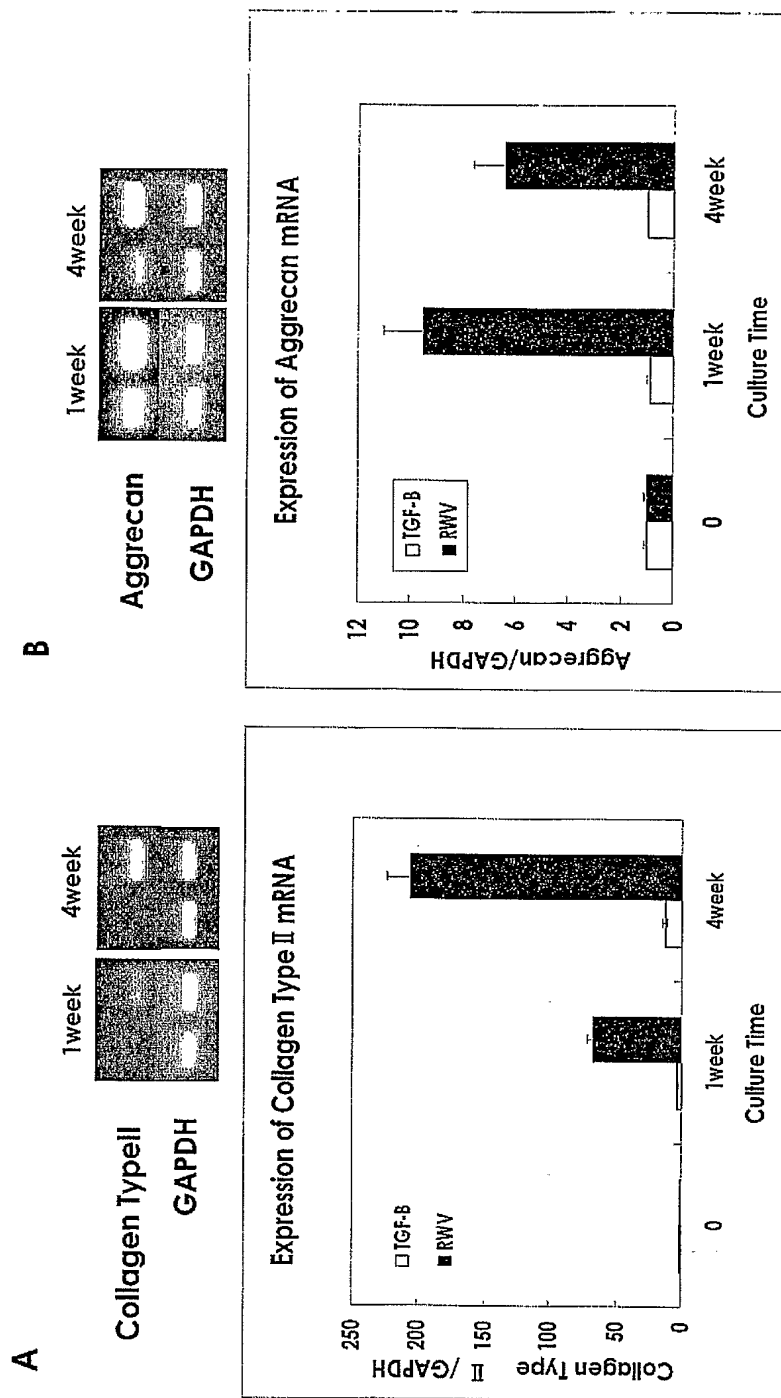 A
1week 4week
Collagen TypeII
GAPDH
Expression of Collagen Type II mRNA
TGF-B
RWV
Collagen Type
II /GAPDH
250
200
150
100
50
0
0 1week 4week
Culture Time
B
1week 4week
Aggrecan
GAPDH
Expression of Aggrecan mRNA
TGF-B
RWV
Aggrecan/GAPDH
12
10
8
6
4
2
0
0 1week 4week
Culture Time